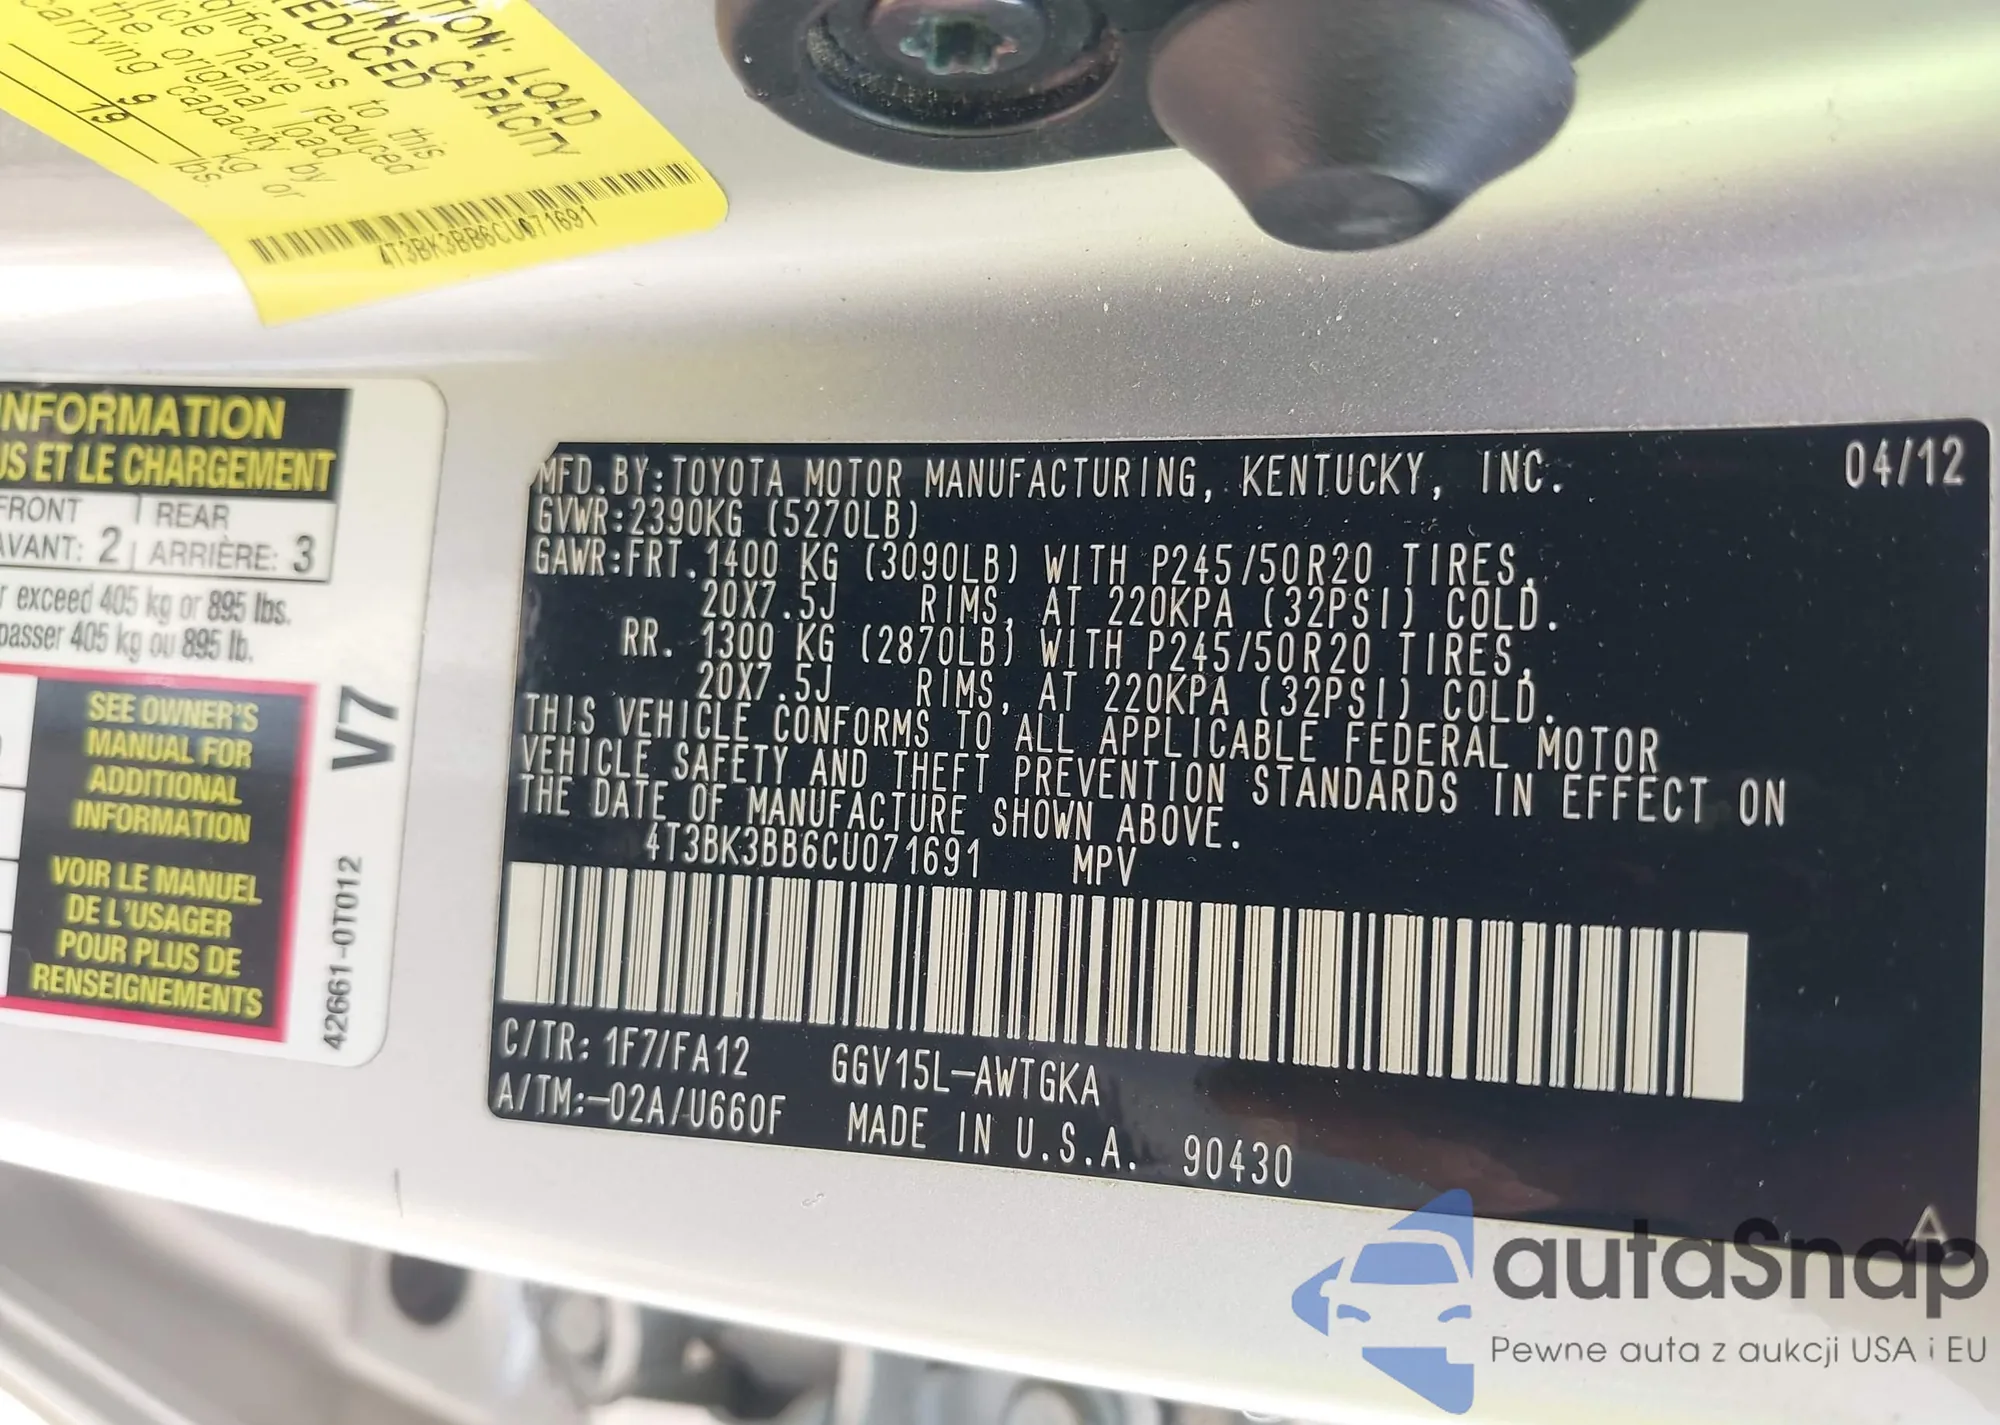 TION: LOAD
YING CAPACITY
REDUCED
difications to this
icle have reduced
the original load
carrying capacity by
9 kg or
19 lbs.
4T3BK3BB6CU071691
INFORMATION
US ET LE CHARGEMENT
FRONT
AVANT: 2
REAR
ARRIÈRE: 3
r exceed 405 kg or 895 lbs.
passer 405 kg ou 895 lb.
SEE OWNER'S
MANUAL FOR
ADDITIONAL
INFORMATION
VOIR LE MANUEL
DE L'USAGER
POUR PLUS DE
RENSEIGNEMENTS
V7
42661-0T012
MFD.BY:TOYOTA MOTOR MANUFACTURING, KENTUCKY, INC. 04/12
GVWR:2390KG (5270LB)
GAWR:FRT.1400 KG (3090LB) WITH P245/50R20 TIRES,
20X7.5J RIMS, AT 220KPA (32PSI) COLD.
RR. 1300 KG (2870LB) WITH P245/50R20 TIRES,
20X7.5J RIMS, AT 220KPA (32PSI) COLD.
THIS VEHICLE CONFORMS TO ALL APPLICABLE FEDERAL MOTOR
VEHICLE SAFETY AND THEFT PREVENTION STANDARDS IN EFFECT ON
THE DATE OF MANUFACTURE SHOWN ABOVE.
4T3BK3BB6CU071691 MPV
C/TR: 1F7/FA12 GGV15L-AWTGKA
A/TM:-02A/U660F MADE IN U.S.A. 90430
autaSnap
Pewne auta z aukcji USA i EU